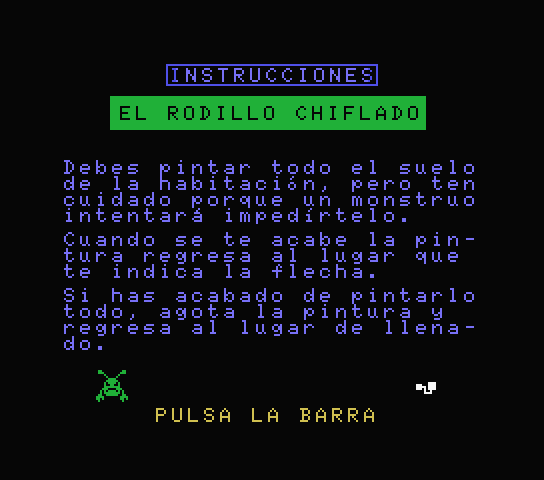 INSTRUCCIONES
EL RODILLO CHIFLADO
Debes pintar todo el suelo
de la habitación, pero ten
cuidado porque un monstruo
intentará impedírtelo.
Cuando se te acabe la pin-
tura regresa al lugar que
te indica la flecha.
Si has acabado de pintarlo
todo, agota la pintura y
regresa al lugar de llena-
do.
PULSA LA BARRA